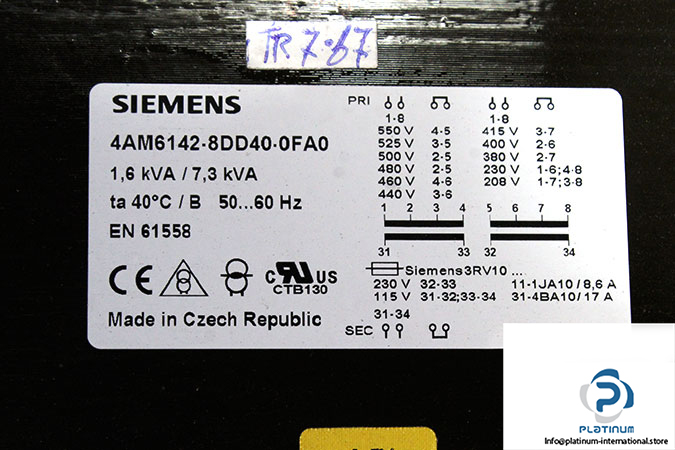 TR 7.67
SIEMENS
4AM6142-8DD40-0FA0
1,6 kVA / 7,3 kVA
ta 40°C / B 50...60 Hz
EN 61558
CE
c RU US
CTB130
Made in Czech Republic
PRI
1-8 1-8
550 V 4-5 415 V 3-7
525 V 3-5 400 V 2-6
500 V 2-5 380 V 2-7
480 V 2-5 230 V 1-6;4-8
460 V 4-6 208 V 1-7;3-8
440 V 3-6
1 2 3 4 5 6 7 8
31 33 32 34
Siemens3RV10 ...
230 V 32-33 11-1JA10 / 8,6 A
115 V 31-32;33-34 31-4BA10 / 17 A
31-34
SEC
PLATINUM
Info@platinum-international.store